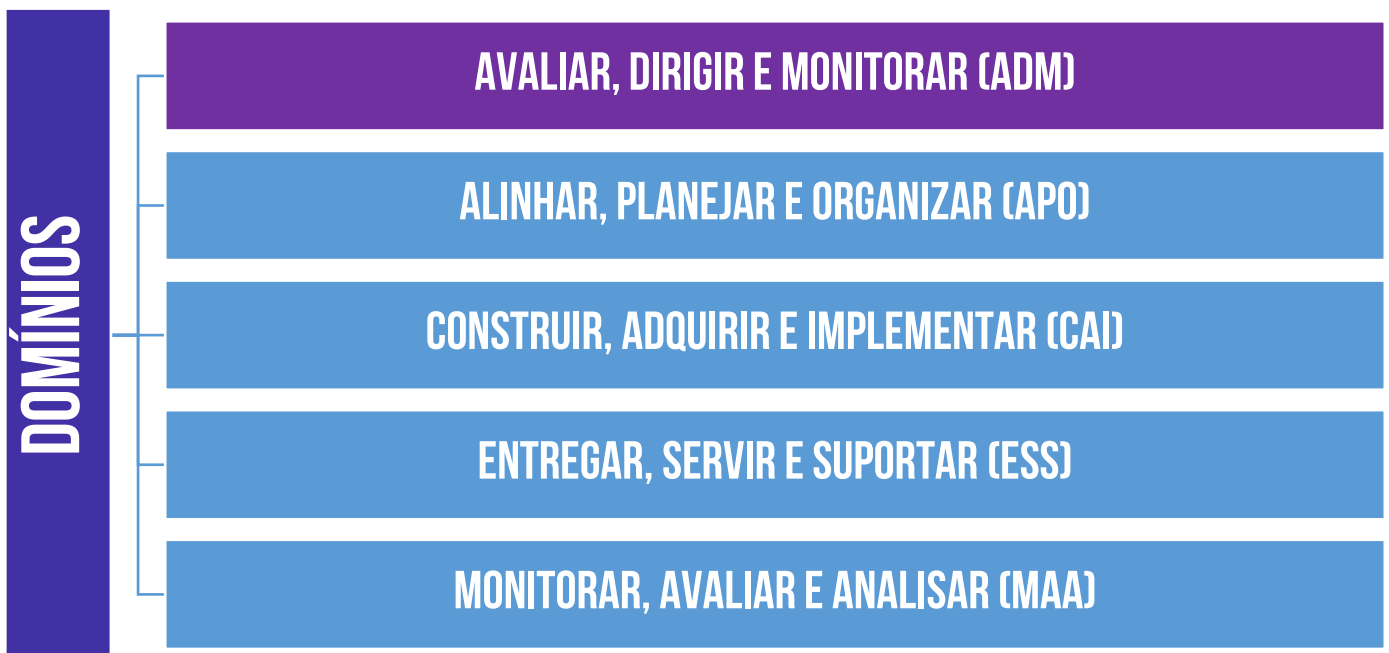 DOMÍNIOS
AVALIAR, DIRIGIR E MONITORAR (ADM)
ALINHAR, PLANEJAR E ORGANIZAR (APO)
CONSTRUIR, ADQUIRIR E IMPLEMENTAR (CAI)
ENTREGAR, SERVIR E SUPORTAR (ESS)
MONITORAR, AVALIAR E ANALISAR (MAA)